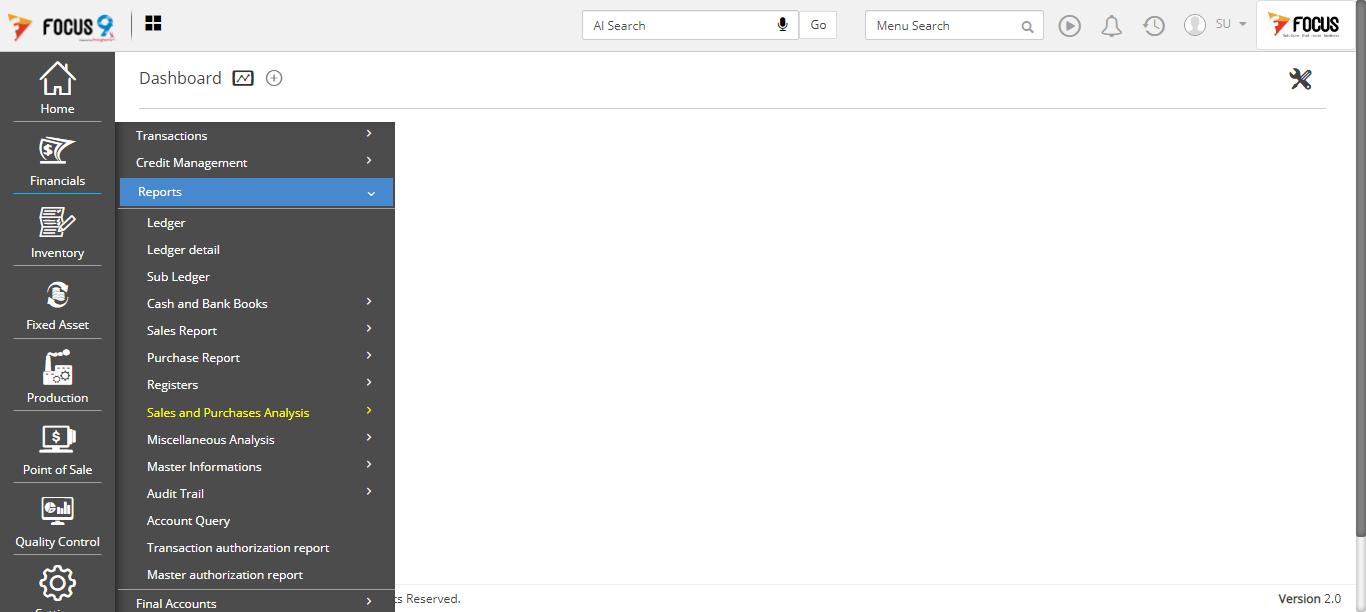 FOCUS 9
AI Search
Go
Menu Search
SU
FOCUS
Home
Financials
Inventory
Fixed Asset
Production
Point of Sale
Quality Control
Dashboard
Transactions
Credit Management
Reports
Ledger
Ledger detail
Sub Ledger
Cash and Bank Books
Sales Report
Purchase Report
Registers
Sales and Purchases Analysis
Miscellaneous Analysis
Master Informations
Audit Trail
Account Query
Transaction authorization report
Master authorization report
Final Accounts
ts Reserved.
Version 2.0